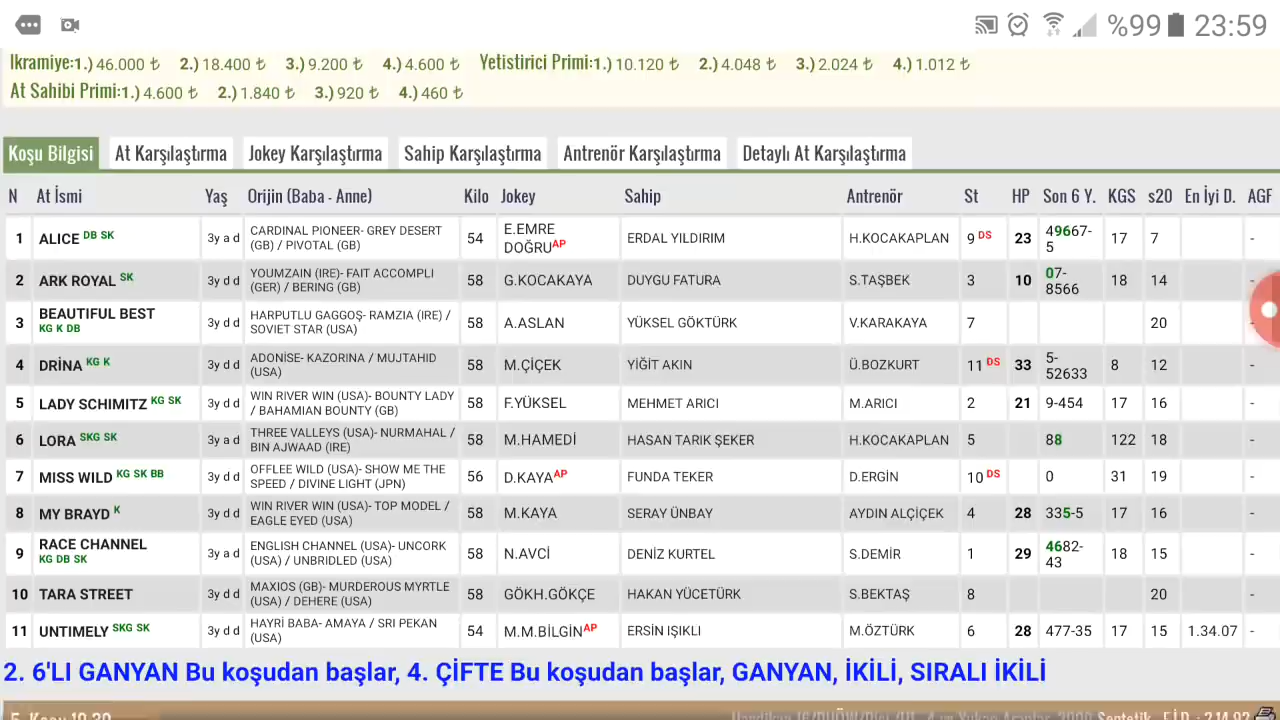 %99 23:59
Ikramiye:1.) 46.000 ₺ 2.) 18.400 ₺ 3.) 9.200 ₺ 4.) 4.600 ₺ Yetistirici Primi:1.) 10.120 ₺ 2.) 4.048 ₺ 3.) 2.024 ₺ 4.) 1.012 ₺
At Sahibi Primi:1.) 4.600 ₺ 2.) 1.840 ₺ 3.) 920 ₺ 4.) 460 ₺
Koşu Bilgisi At Karşılaştırma Jokey Karşılaştırma Sahip Karşılaştırma Antrenör Karşılaştırma Detaylı At Karşılaştırma
N At İsmi Yaş Orijin (Baba - Anne) Kilo Jokey Sahip Antrenör St HP Son 6 Y. KGS s20 En İyi D. AGF
1 ALICE DB SK 3y a d CARDINAL PIONEER- GREY DESERT (GB) / PIVOTAL (GB) 54 E.EMRE DOĞRU AP ERDAL YILDIRIM H.KOCAKAPLAN 9 DS 23 49667-5 17 7 -
2 ARK ROYAL SK 3y d d YOUMZAIN (IRE)- FAIT ACCOMPLI (GER) / BERING (GB) 58 G.KOCAKAYA DUYGU FATURA S.TAŞBEK 3 10 07-8566 18 14 -
3 BEAUTIFUL BEST KG K DB 3y d d HARPUTLU GAGGOŞ- RAMZIA (IRE) / SOVIET STAR (USA) 58 A.ASLAN YÜKSEL GÖKTÜRK V.KARAKAYA 7 20 -
4 DRİNA KG K 3y d d ADONİSE- KAZORINA / MUJTAHID (USA) 58 M.ÇİÇEK YİĞİT AKIN Ü.BOZKURT 11 DS 33 5-52633 8 12 -
5 LADY SCHIMITZ KG SK 3y d d WIN RIVER WIN (USA)- BOUNTY LADY / BAHAMIAN BOUNTY (GB) 58 F.YÜKSEL MEHMET ARICI M.ARICI 2 21 9-454 17 16 -
6 LORA SKG SK 3y d d THREE VALLEYS (USA)- NURMAHAL / BIN AJWAAD (IRE) 58 M.HAMEDİ HASAN TARIK ŞEKER H.KOCAKAPLAN 5 88 122 18 -
7 MISS WILD KG SK BB 3y d d OFFLEE WILD (USA)- SHOW ME THE SPEED / DIVINE LIGHT (JPN) 56 D.KAYA AP FUNDA TEKER D.ERGİN 10 DS 0 31 19 -
8 MY BRAYD K 3y d d WIN RIVER WIN (USA)- TOP MODEL / EAGLE EYED (USA) 58 M.KAYA SERAY ÜNBAY AYDIN ALÇİÇEK 4 28 335-5 17 16 -
9 RACE CHANNEL KG DB SK 3y a d ENGLISH CHANNEL (USA)- UNCORK (USA) / UNBRIDLED (USA) 58 N.AVCİ DENİZ KURTEL S.DEMİR 1 29 4682-43 18 15 -
10 TARA STREET 3y d d MAXIOS (GB)- MURDEROUS MYRTLE (USA) / DEHERE (USA) 58 GÖKH.GÖKÇE HAKAN YÜCETÜRK S.BEKTAŞ 8 20 -
11 UNTIMELY SKG SK 3y d d HAYRİ BABA- AMAYA / SRI PEKAN (USA) 54 M.M.BİLGİN AP ERSİN IŞIKLI M.ÖZTÜRK 6 28 477-35 17 15 1.34.07 -
2. 6'LI GANYAN Bu koşudan başlar, 4. ÇİFTE Bu koşudan başlar, GANYAN, İKİLİ, SIRALI İKİLİ